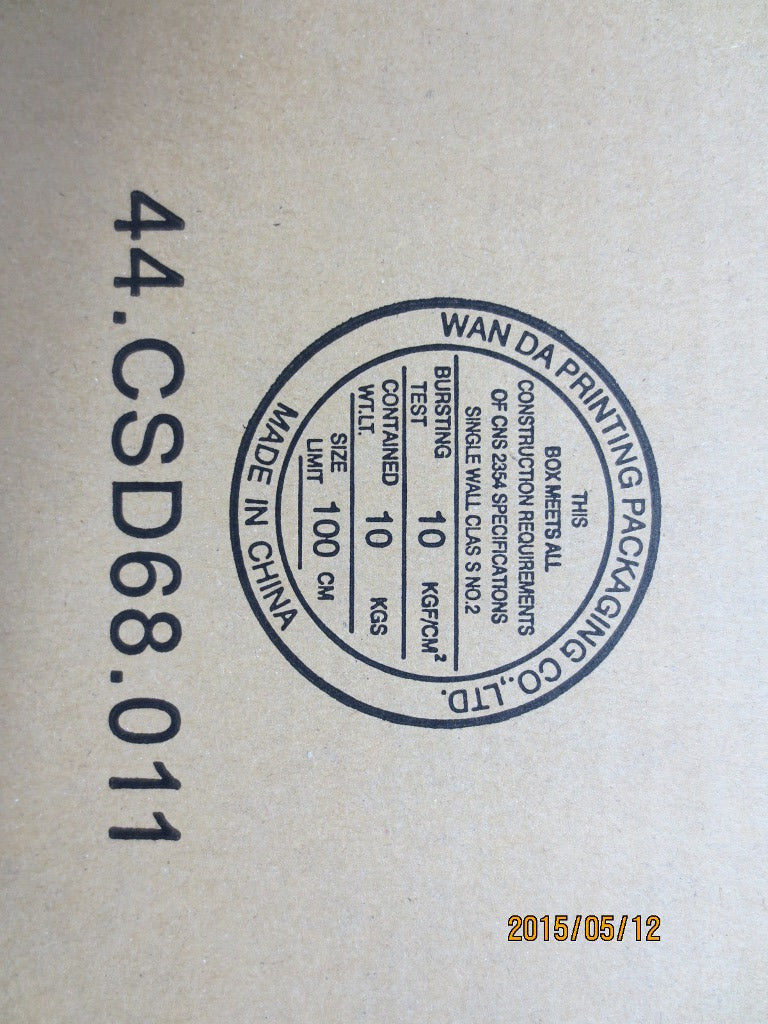 WAN DA PRINTING PACKAGING CO.,LTD.
THIS
BOX MEETS ALL
CONSTRUCTION REQUIREMENTS
OF CNS 2354 SPECIFICATIONS
SINGLE WALL CLAS S NO.2
BURSTING TEST 10 KGF/CM²
CONTAINED WT.LT. 10 KGS
SIZE LIMIT 100 CM
MADE IN CHINA
44.CSD68.011
2015/05/12